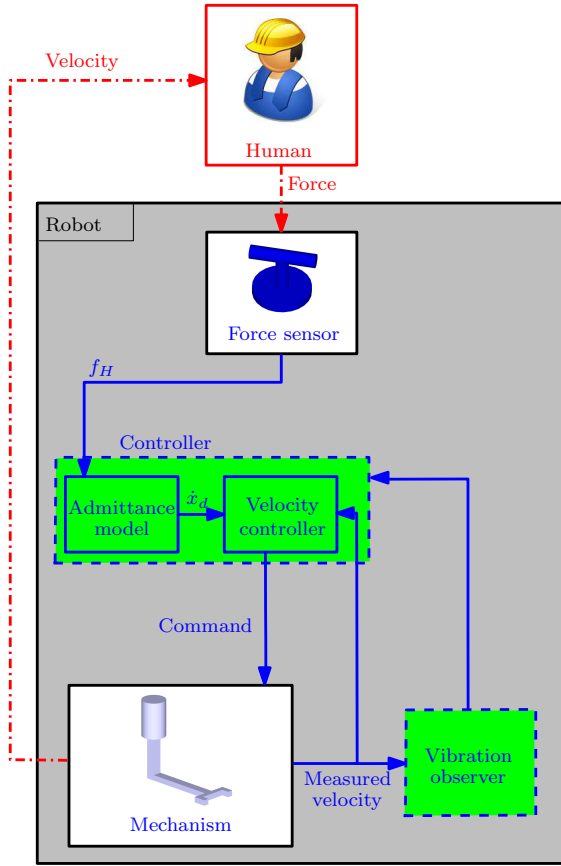 Velocity
Human
Force
Robot
Force sensor
f_H
Controller
Admittance
model
ẋ_d
Velocity
controller
Command
Measured
velocity
Vibration
observer
Mechanism